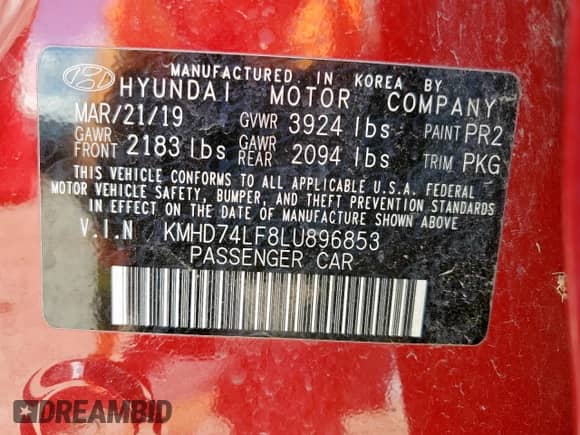 MANUFACTURED IN KOREA BY
HYUNDAI MOTOR COMPANY
MAR/21/19 GVWR 3924 lbs PAINT PR2
GAWR FRONT 2183 lbs GAWR REAR 2094 lbs TRIM PKG
THIS VEHICLE CONFORMS TO ALL APPLICABLE U.S.A. FEDERAL
MOTOR VEHICLE SAFETY, BUMPER, AND THEFT PREVENTION STANDARDS
IN EFFECT ON THE DATE OF MANUFACTURE SHOWN ABOVE
V.I.N KMHD74LF8LU896853
PASSENGER CAR
DREAMBID